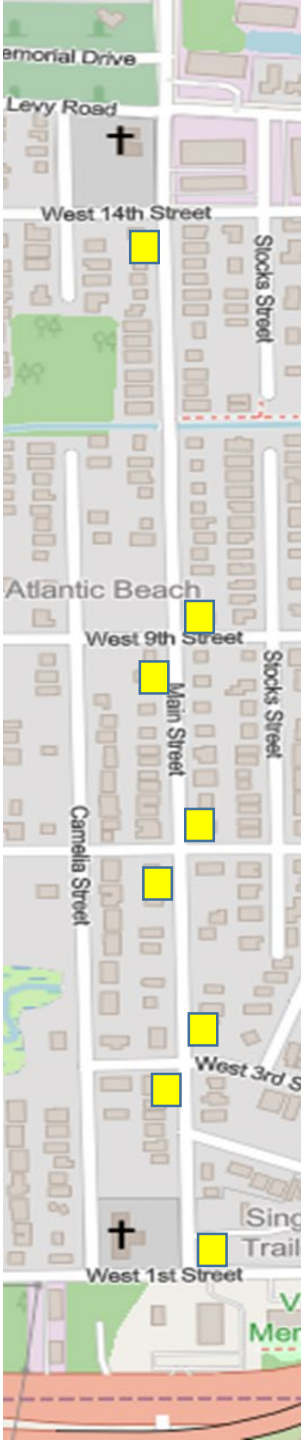 emorial Drive
Levy Road
West 14th Street
Stocks Street
Atlantic Beach
West 9th Street
Main Street
Stocks Street
Camelia Street
West 3rd S
Sing
Trail
West 1st Street
V
Mer